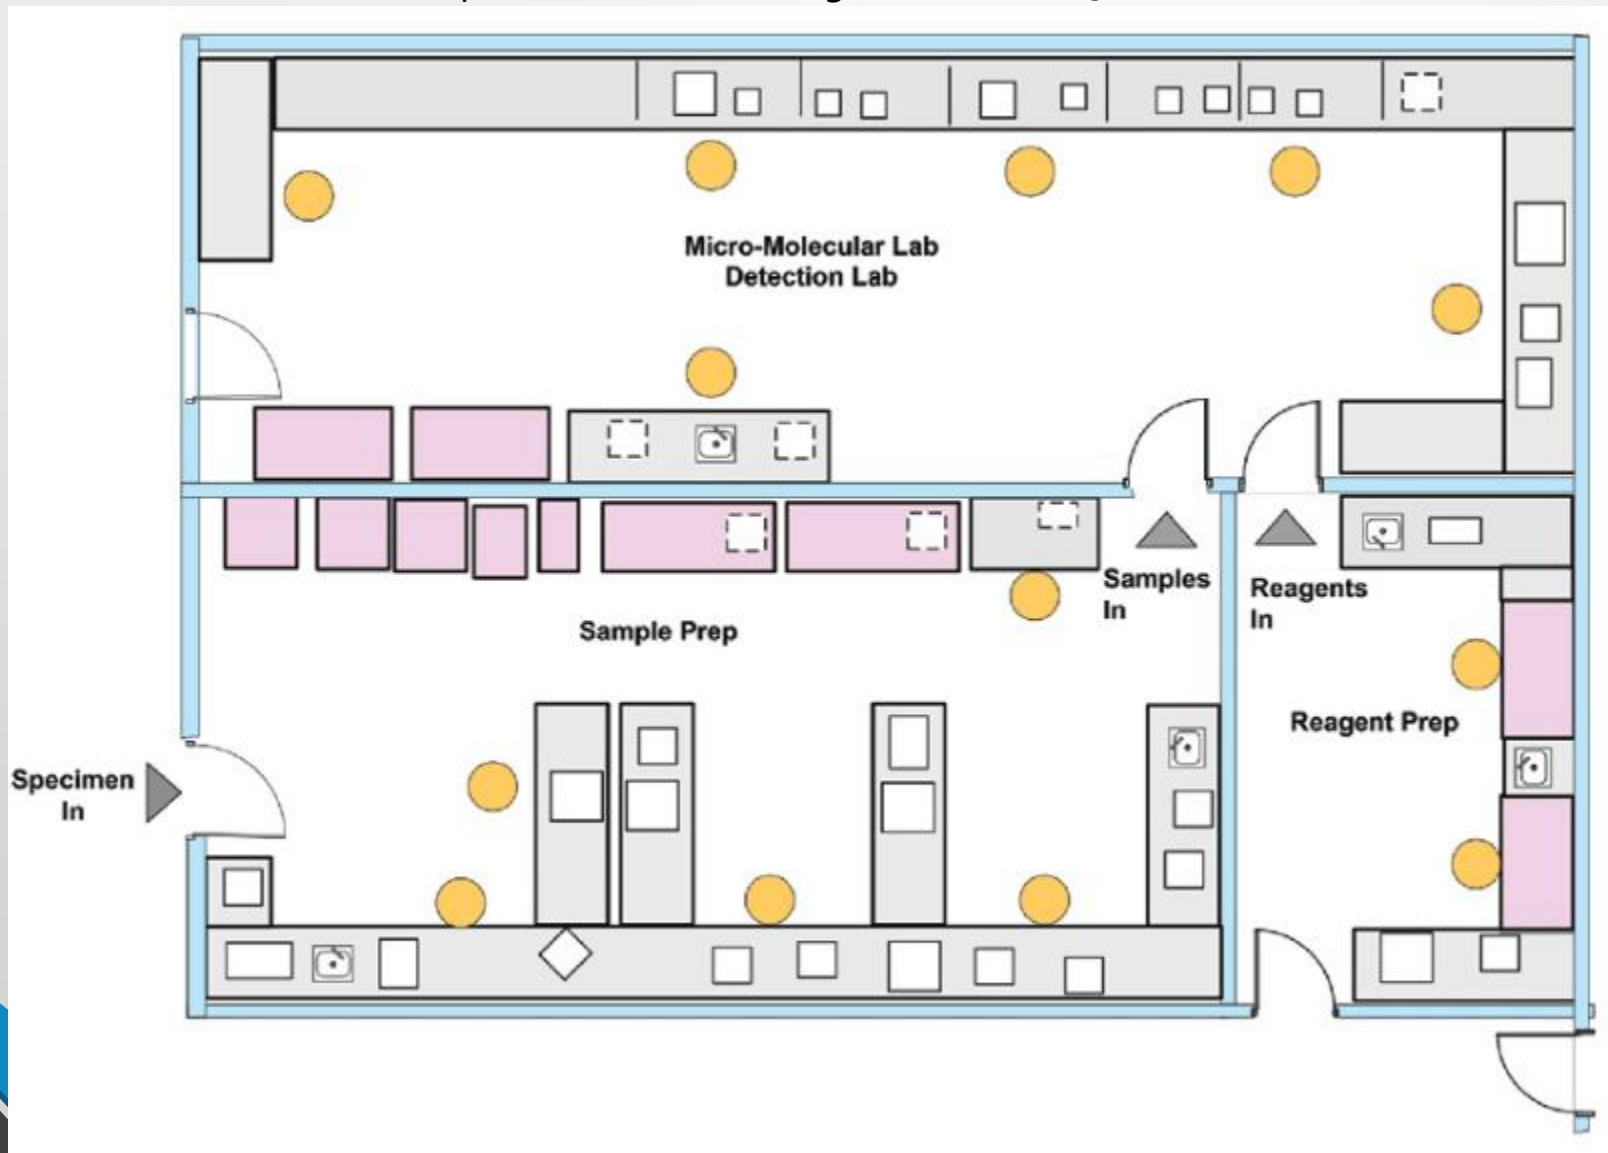 Micro-Molecular Lab
Detection Lab
Samples
In
Reagents
In
Sample Prep
Reagent Prep
Specimen
In